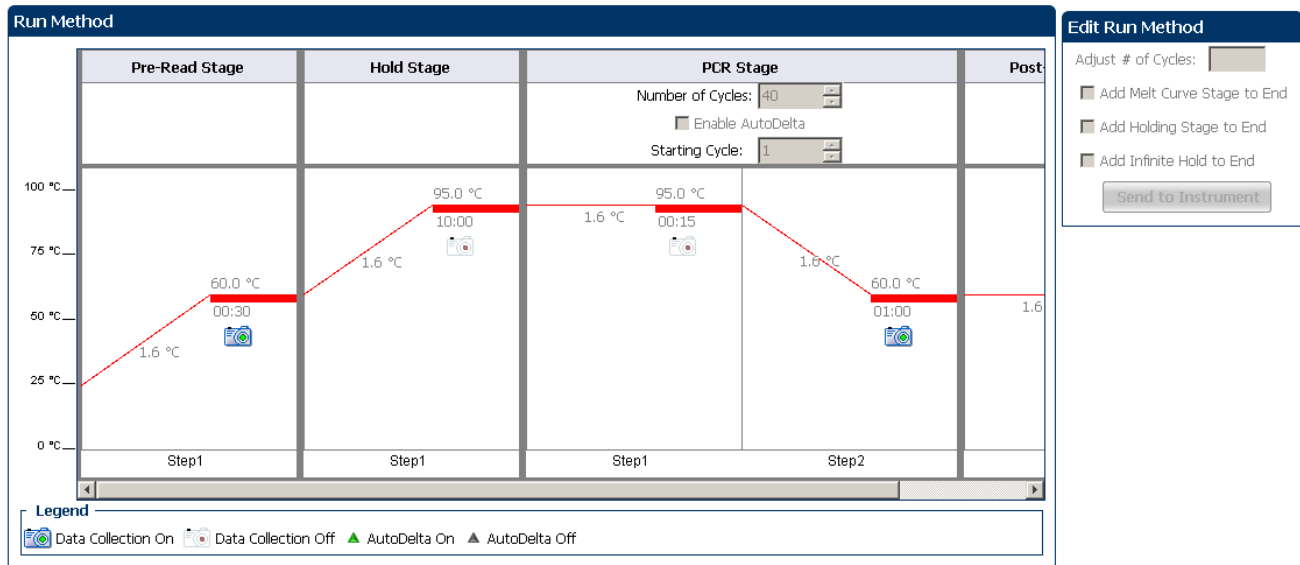 Run Method
Pre-Read Stage Hold Stage PCR Stage Post-
Number of Cycles: 40
Enable AutoDelta
Starting Cycle: 1
100 °C
75 °C
50 °C
25 °C
0 °C
1.6 °C
60.0 °C
00:30
1.6 °C
95.0 °C
10:00
1.6 °C
95.0 °C
00:15
1.6 °C
60.0 °C
01:00
1.6
Step1 Step1 Step1 Step2
Legend
Data Collection On Data Collection Off AutoDelta On AutoDelta Off
Edit Run Method
Adjust # of Cycles:
Add Melt Curve Stage to End
Add Holding Stage to End
Add Infinite Hold to End
Send to Instrument